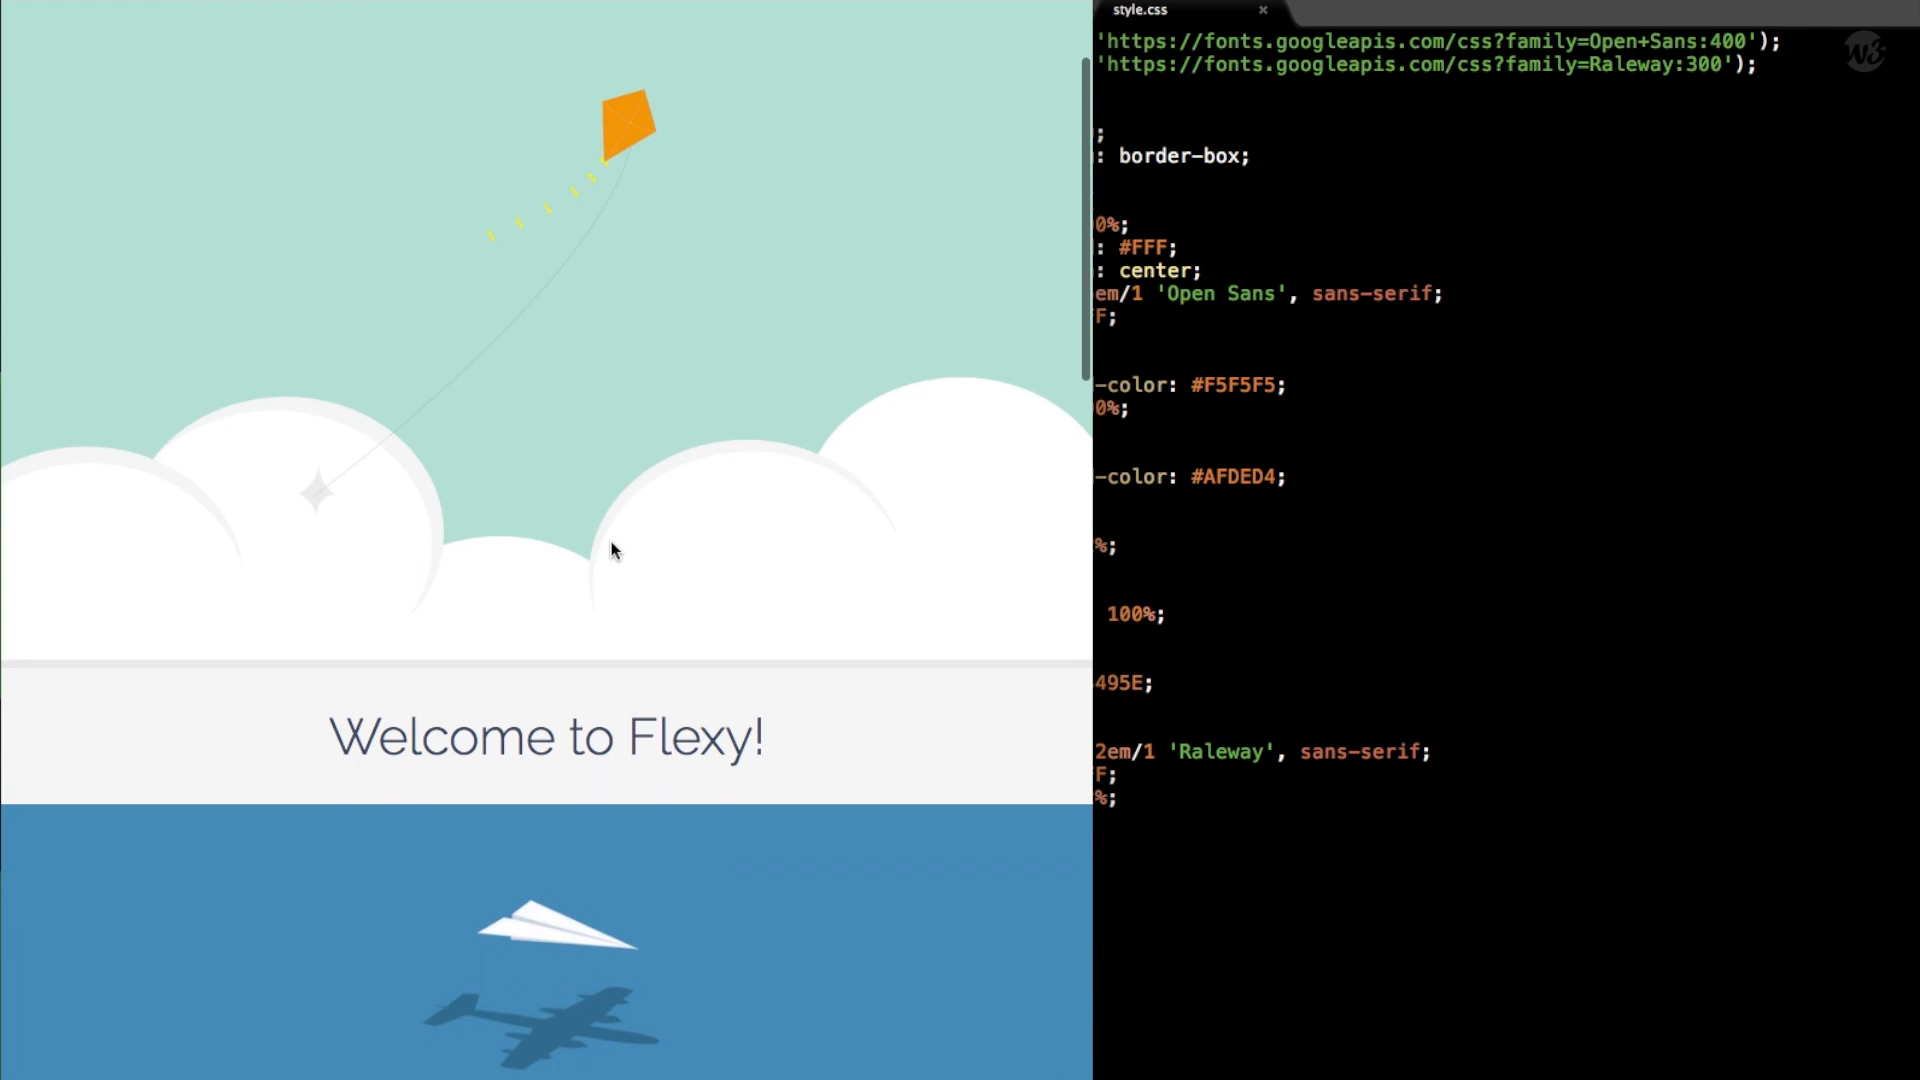 style.css
'https://fonts.googleapis.com/css?family=Open+Sans:400');
'https://fonts.googleapis.com/css?family=Raleway:300');
;
: border-box;
0%;
: #FFF;
: center;
em/1 'Open Sans', sans-serif;
F;
-color: #F5F5F5;
0%;
-color: #AFDED4;
%;
100%;
495E;
2em/1 'Raleway', sans-serif;
F;
%;
W3
Welcome to Flexy!